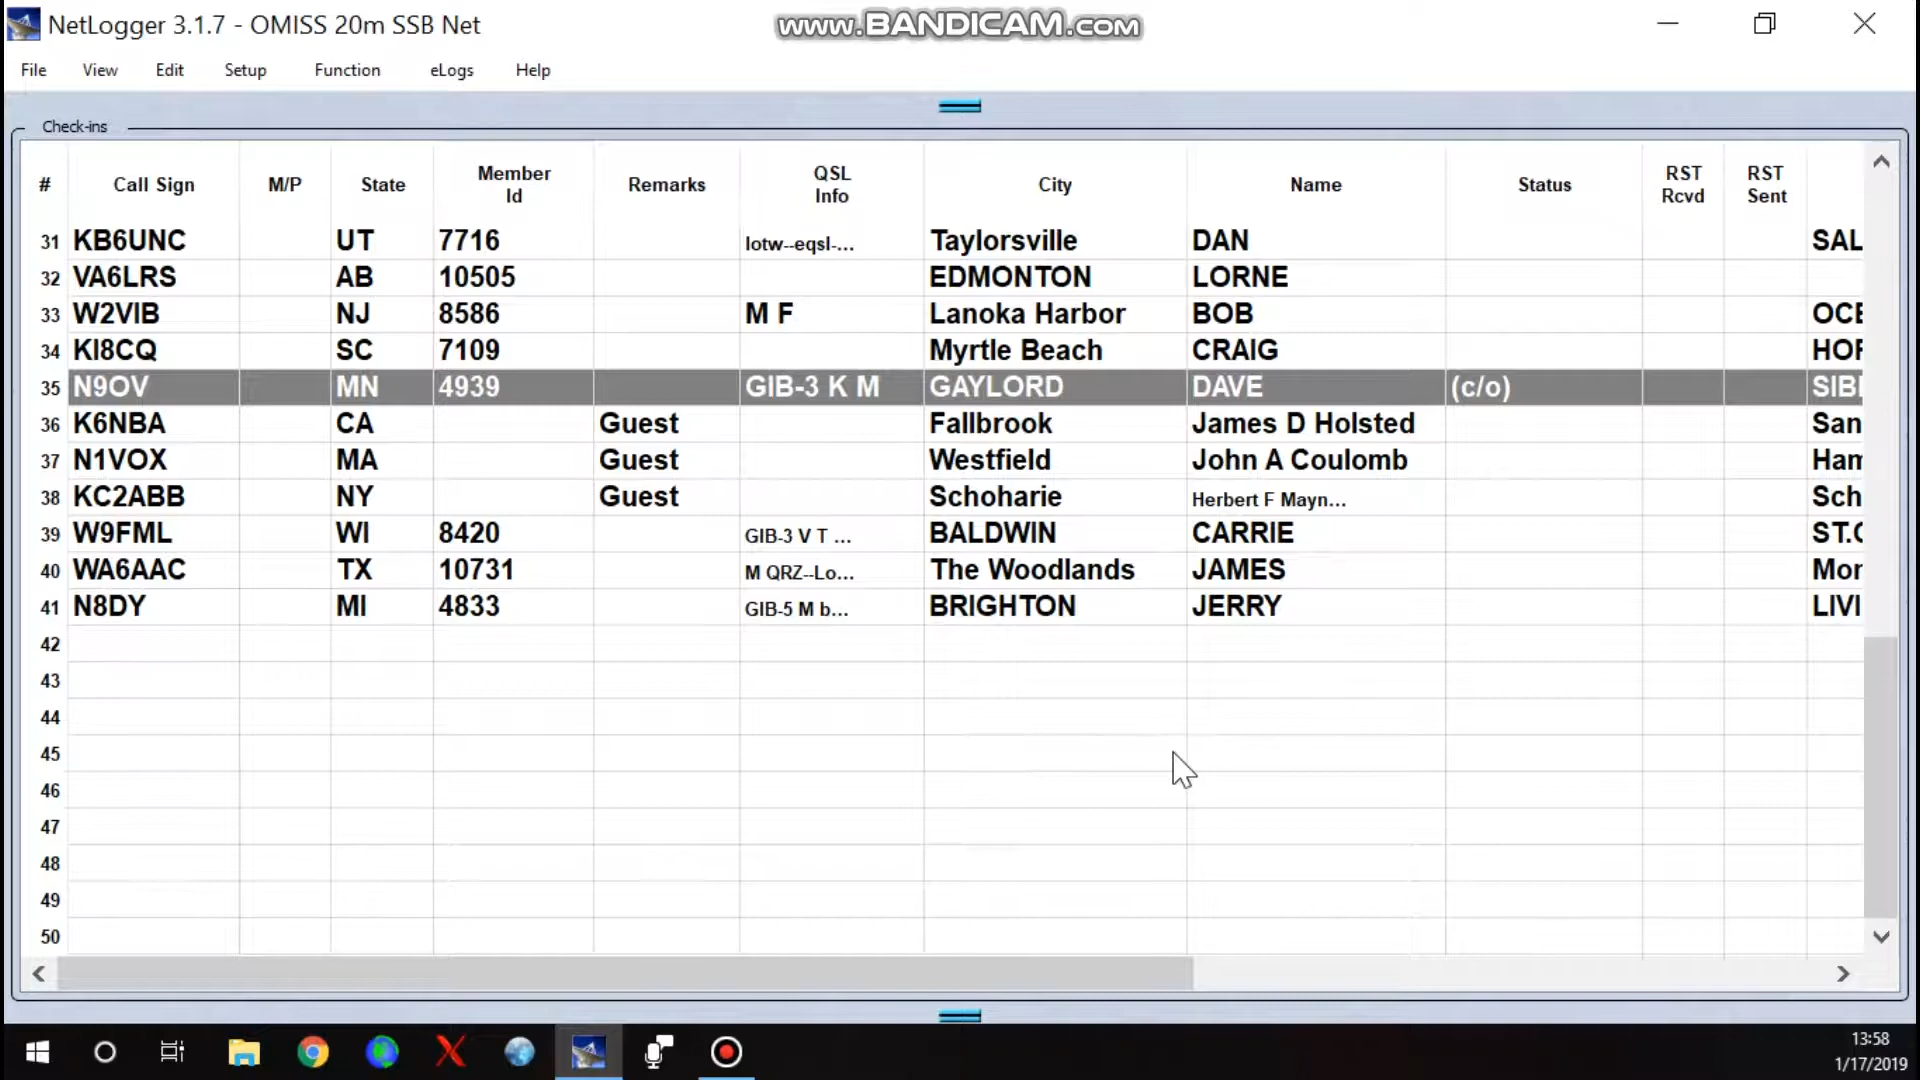 NetLogger 3.1.7 - OMISS 20m SSB Net
www.BANDICAM.com
File View Edit Setup Function eLogs Help
Check-ins
# Call Sign M/P State Member Id Remarks QSL Info City Name Status RST Rcvd RST Sent
31 KB6UNC UT 7716 lotw--eqsl-... Taylorsville DAN SAL
32 VA6LRS AB 10505 EDMONTON LORNE
33 W2VIB NJ 8586 M F Lanoka Harbor BOB OCE
34 KI8CQ SC 7109 Myrtle Beach CRAIG HOR
35 N9OV MN 4939 GIB-3 K M GAYLORD DAVE (c/o) SIBI
36 K6NBA CA Guest Fallbrook James D Holsted San
37 N1VOX MA Guest Westfield John A Coulomb Ham
38 KC2ABB NY Guest Schoharie Herbert F Mayn... Sch
39 W9FML WI 8420 GIB-3 V T ... BALDWIN CARRIE ST.C
40 WA6AAC TX 10731 M QRZ--Lo... The Woodlands JAMES Mor
41 N8DY MI 4833 GIB-5 M b... BRIGHTON JERRY LIVI
42
43
44
45
46
47
48
49
50
13:58
1/17/2019